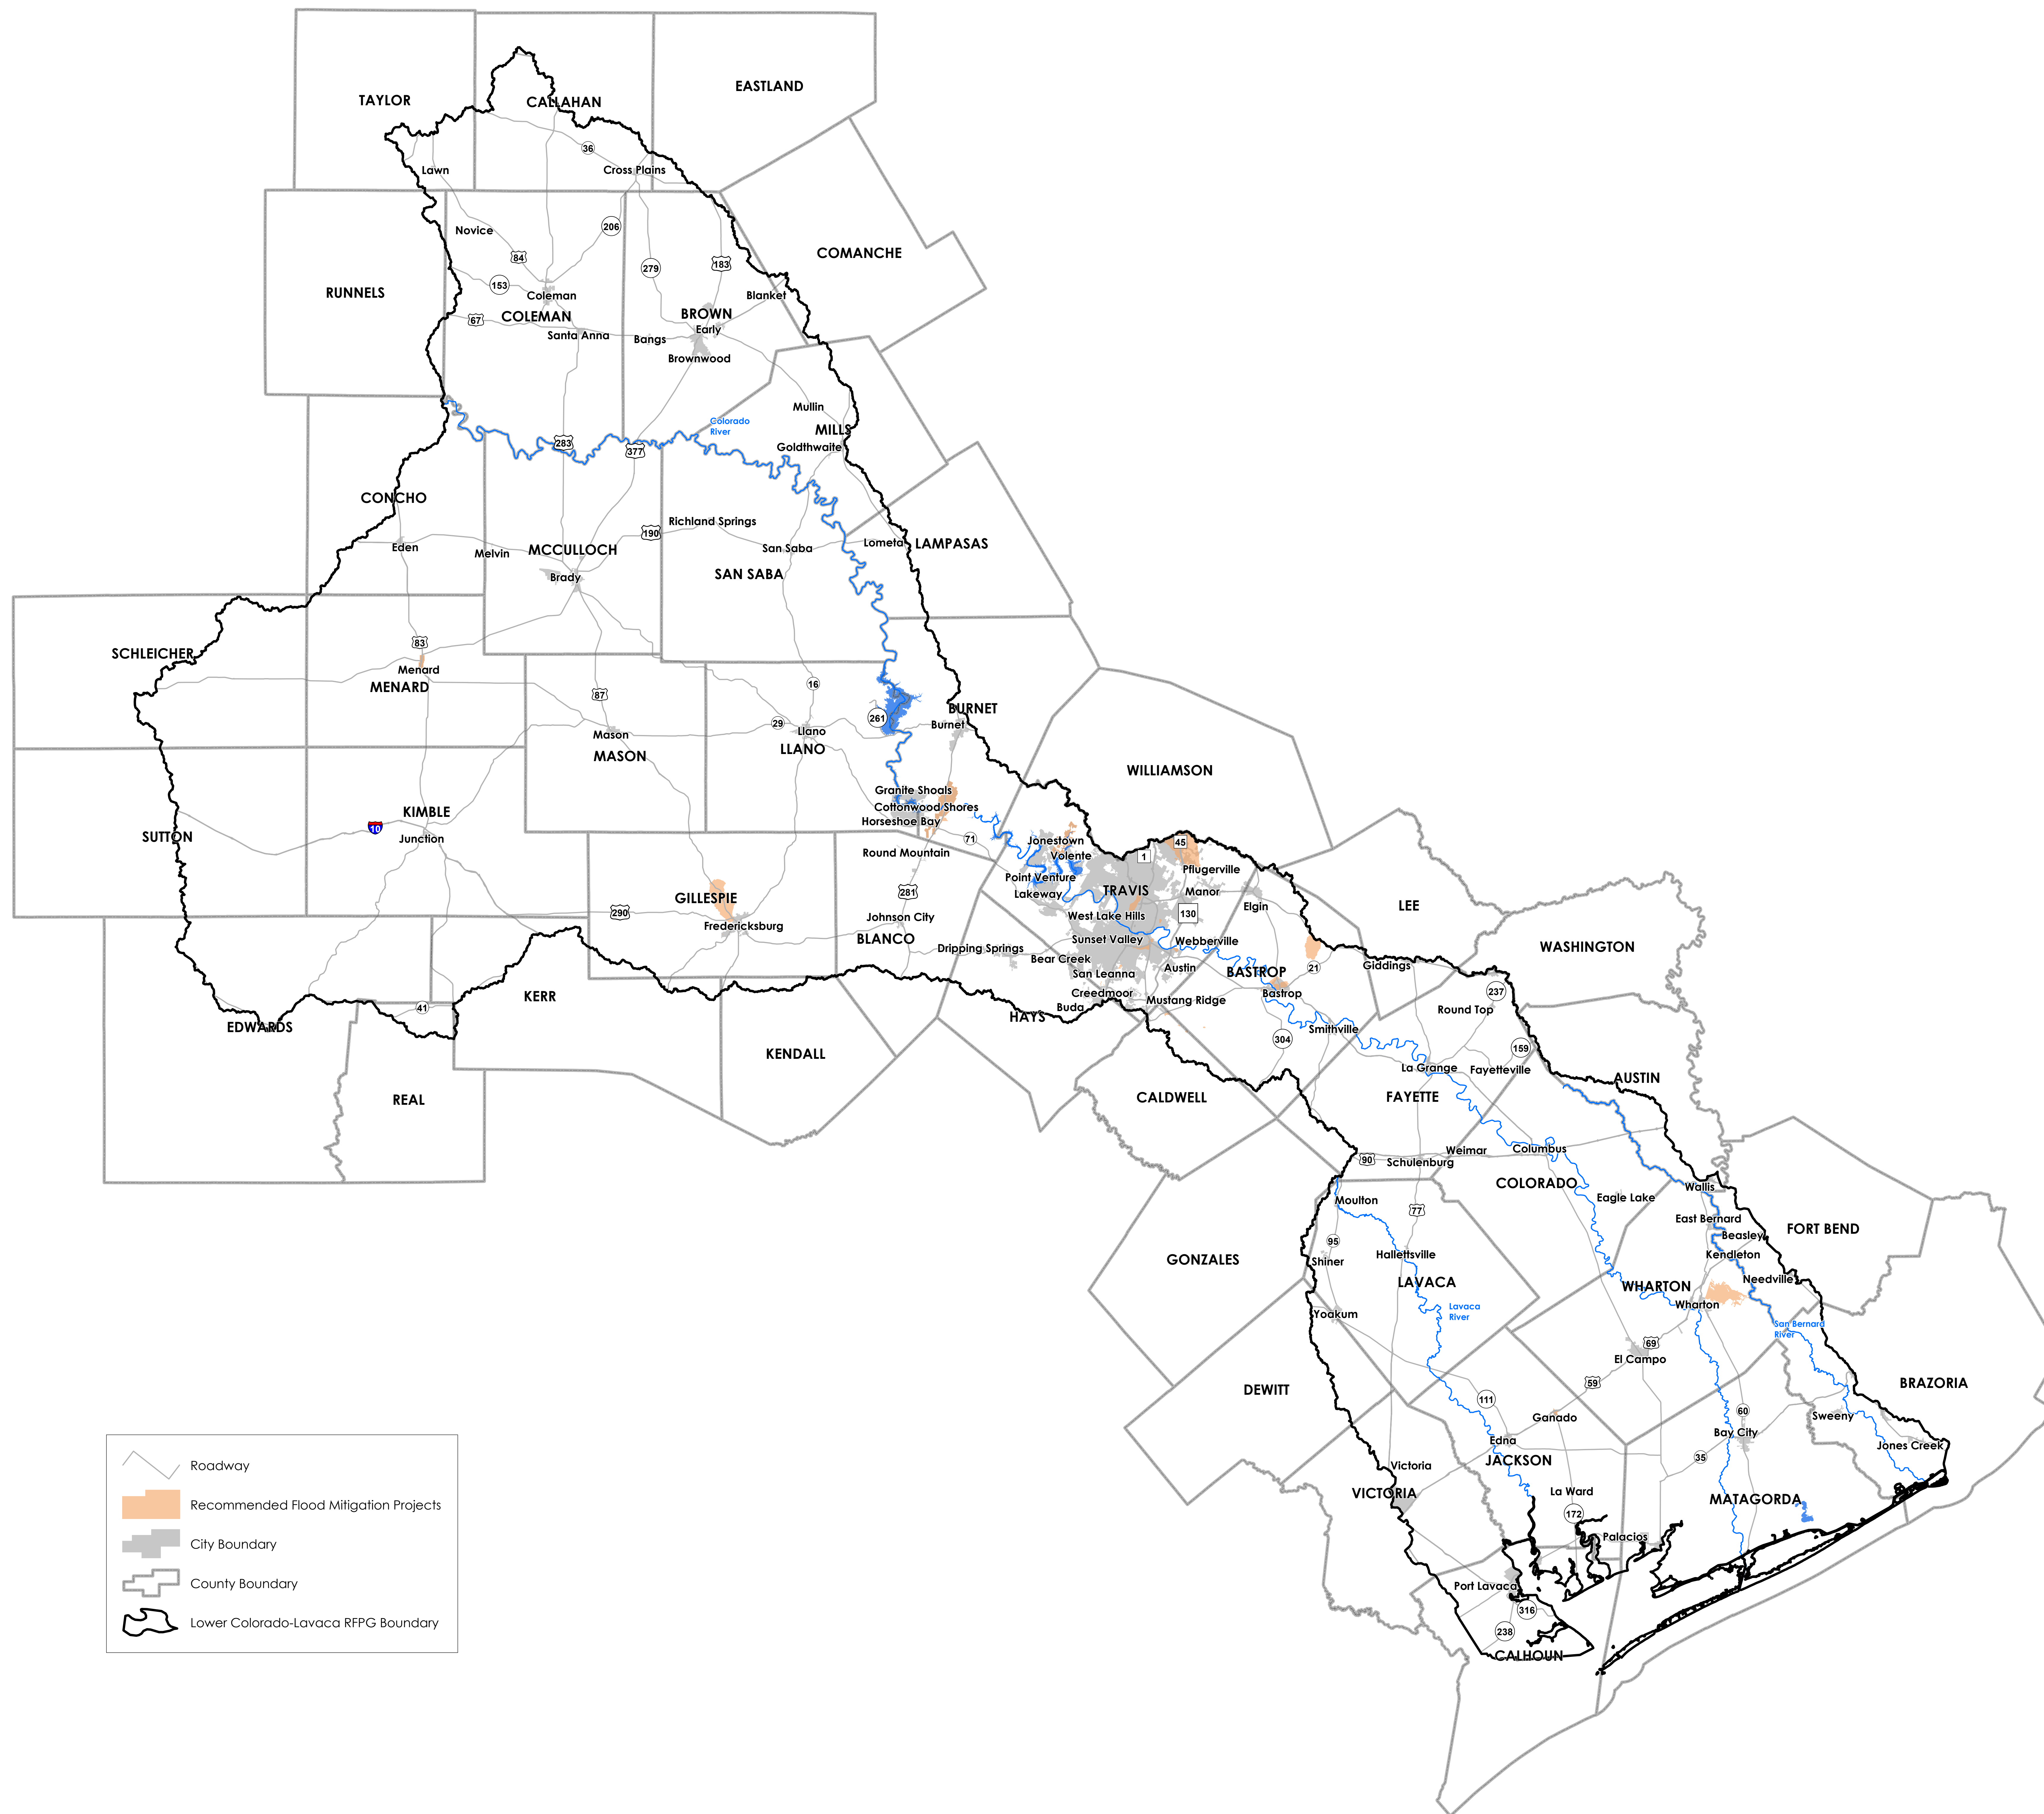 EASTLAND
TAYLOR
CALLAHAN
36
Lawn
Cross Plains
206
Novice
COMANCHE
84
183
279
153
RUNNELS
Coleman
Blanket
BROWN
COLEMAN
67
Early
Santa Anna
Bangs
Brownwood
Mullin
Colorado
River
MILLS
283
Goldthwaite
377
CONCHO
Richland Springs
190
Eden
Melvin
MCCULLOCH
San Saba
Lometa
LAMPASAS
Brady
SAN SABA
83
SCHLEICHER
Menard
MENARD
16
87
261
BURNET
29
Burnet
Mason
Llano
MASON
LLANO
WILLIAMSON
Granite Shoals
Cottonwood Shores
KIMBLE
Horseshoe Bay
10
SUTTON
Junction
71
Jonestown
45
Round Mountain
Volente
1
Pflugerville
Point Venture
281
TRAVIS
Manor
Lakeway
GILLESPIE
290
Elgin
LEE
West Lake Hills
130
Johnson City
Fredericksburg
BLANCO
Sunset Valley
Webberville
WASHINGTON
Dripping Springs
Bear Creek
Austin
21
Giddings
San Leanna
BASTROP
Creedmoor
Bastrop
237
KERR
Mustang Ridge
41
Buda
Round Top
HAYS
EDWARDS
Smithville
304
159
KENDALL
La Grange
Fayetteville
AUSTIN
REAL
CALDWELL
FAYETTE
Weimar
Columbus
90
Schulenburg
COLORADO
Wallis
Moulton
Eagle Lake
77
East Bernard
FORT BEND
95
Beasley
Hallettsville
Kendleton
GONZALES
Shiner
LAVACA
Needville
WHARTON
Wharton
Lavaca
River
Yoakum
San Bernard
River
69
El Campo
59
DEWITT
BRAZORIA
111
60
Ganado
Sweeny
Edna
Bay City
Jones Creek
JACKSON
35
Victoria
VICTORIA
La Ward
MATAGORDA
172
Palacios
Port Lavaca
316
238
CALHOUN
Roadway
Recommended Flood Mitigation Projects
City Boundary
County Boundary
Lower Colorado-Lavaca RFPG Boundary